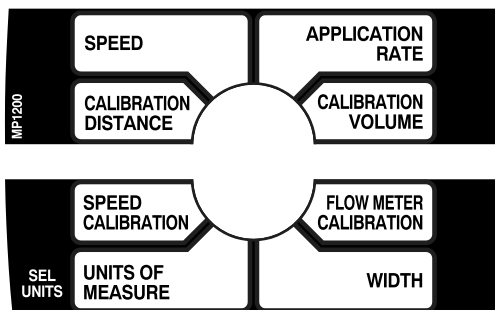 SPEED
APPLICATION
RATE
MP1200
CALIBRATION
DISTANCE
CALIBRATION
VOLUME
SPEED
CALIBRATION
FLOW METER
CALIBRATION
SEL
UNITS
UNITS OF
MEASURE
WIDTH